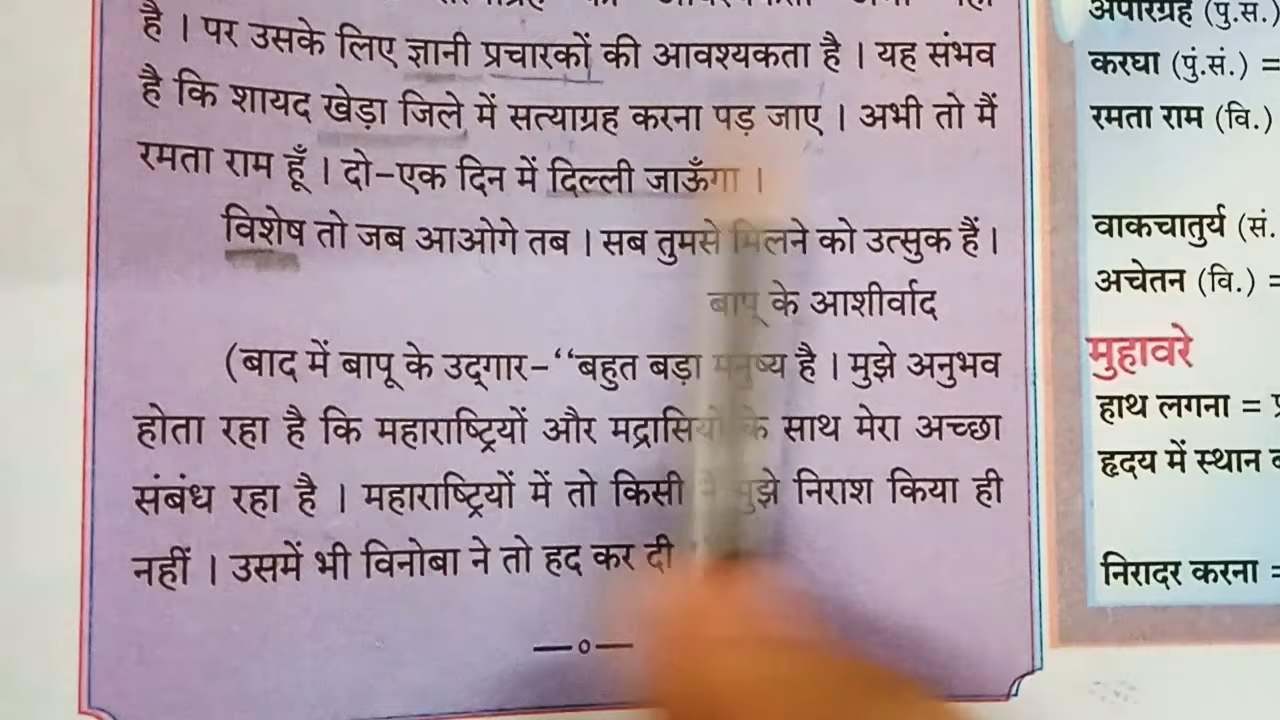 है । पर उसके लिए ज्ञानी प्रचारकों की आवश्यकता है । यह संभव
है कि शायद खेड़ा जिले में सत्याग्रह करना पड़ जाए । अभी तो मैं
रमता राम हूँ । दो-एक दिन में दिल्ली जाऊँगा ।
विशेष तो जब आओगे तब । सब तुमसे मिलने को उत्सुक हैं ।
बापू के आशीर्वाद
(बाद में बापू के उद्‌गार-‘‘बहुत बड़ा मनुष्य है । मुझे अनुभव
होता रहा है कि महाराष्ट्रियों और मद्रासियों के साथ मेरा अच्छा
संबंध रहा है । महाराष्ट्रियों में तो किसी मुझे निराश किया ही
नहीं । उसमें भी विनोबा ने तो हद कर दी
—०—
अपरिग्रह (पु.स.)
करघा (पुं.सं.) =
रमता राम (वि.)
वाकचातुर्य (सं.
अचेतन (वि.) =
मुहावरे
हाथ लगना =
हृदय में स्थान
निरादर करना =